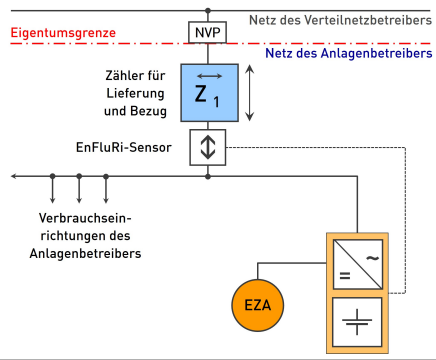 Netz des Verteilnetzbetreibers
Eigentumsgrenze
NVP
Netz des Anlagenbetreibers
Zähler für
Lieferung
und Bezug
Z 1
EnFluRi-Sensor
Verbrauchsein-
richtungen des
Anlagenbetreibers
~
=
EZA